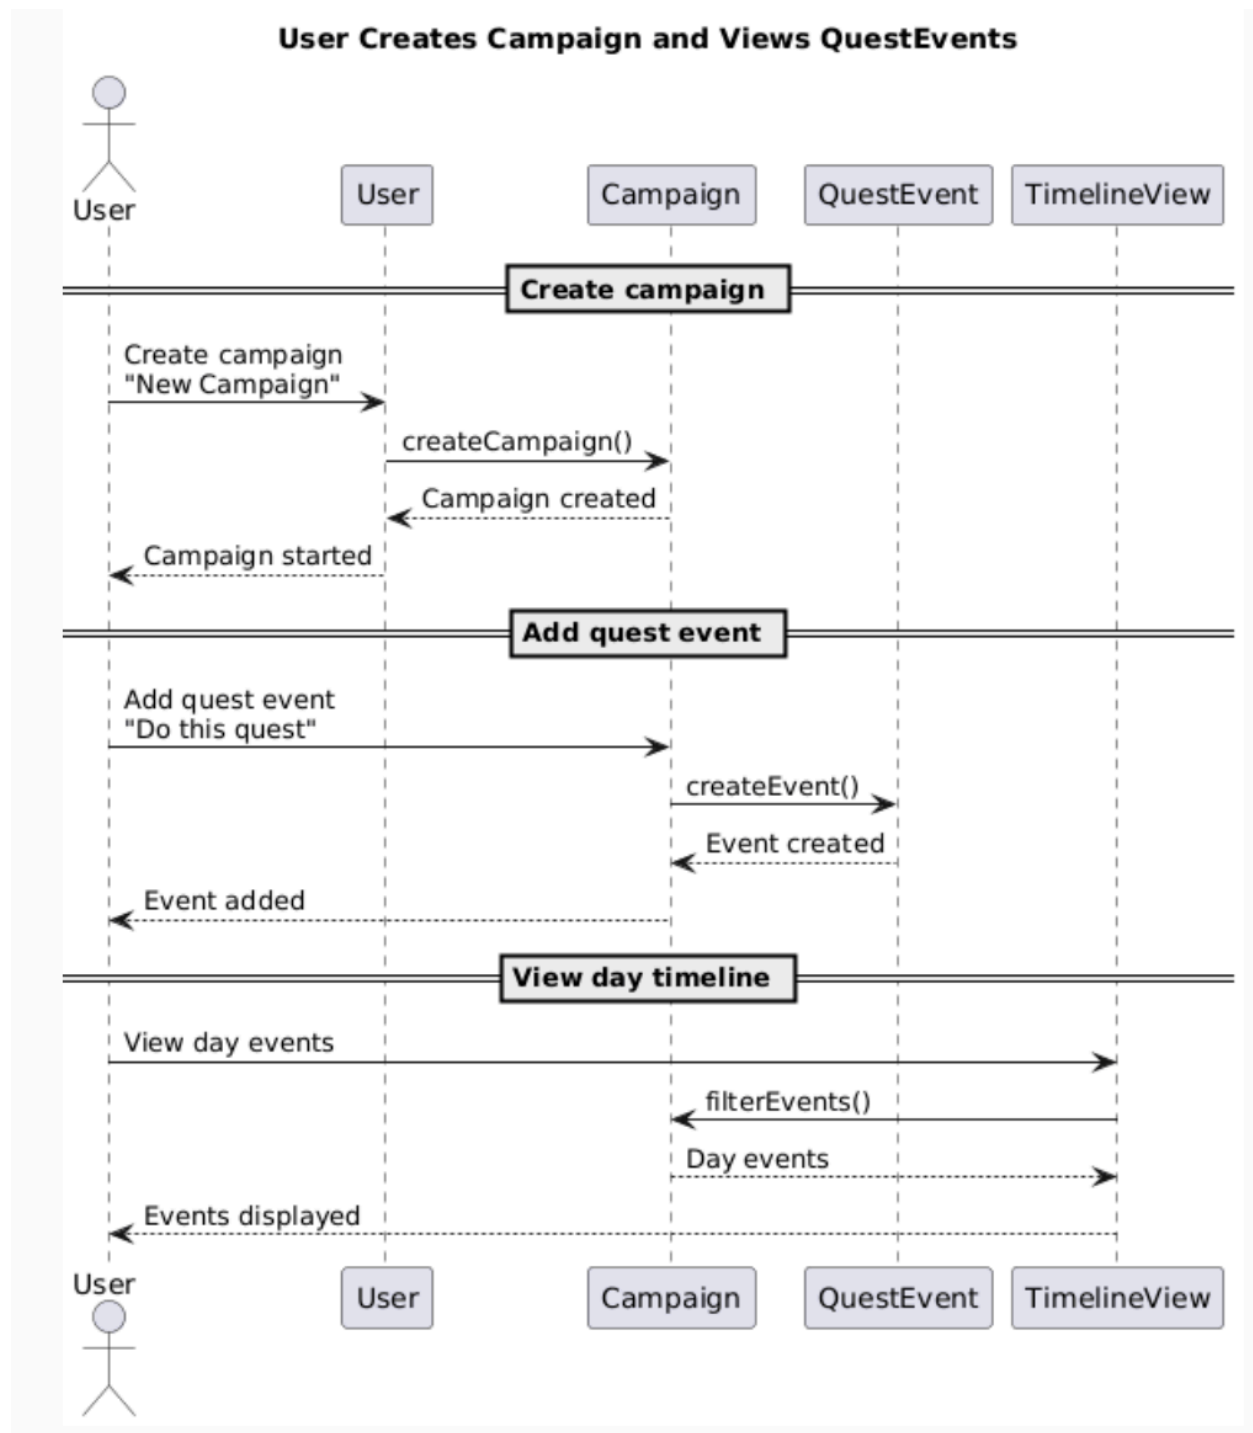 User Creates Campaign and Views QuestEvents
User
User
Campaign
QuestEvent
TimelineView
Create campaign
Create campaign
"New Campaign"
createCampaign()
Campaign created
Campaign started
Add quest event
Add quest event
"Do this quest"
createEvent()
Event created
Event added
View day timeline
View day events
filterEvents()
Day events
Events displayed
User
User
Campaign
QuestEvent
TimelineView